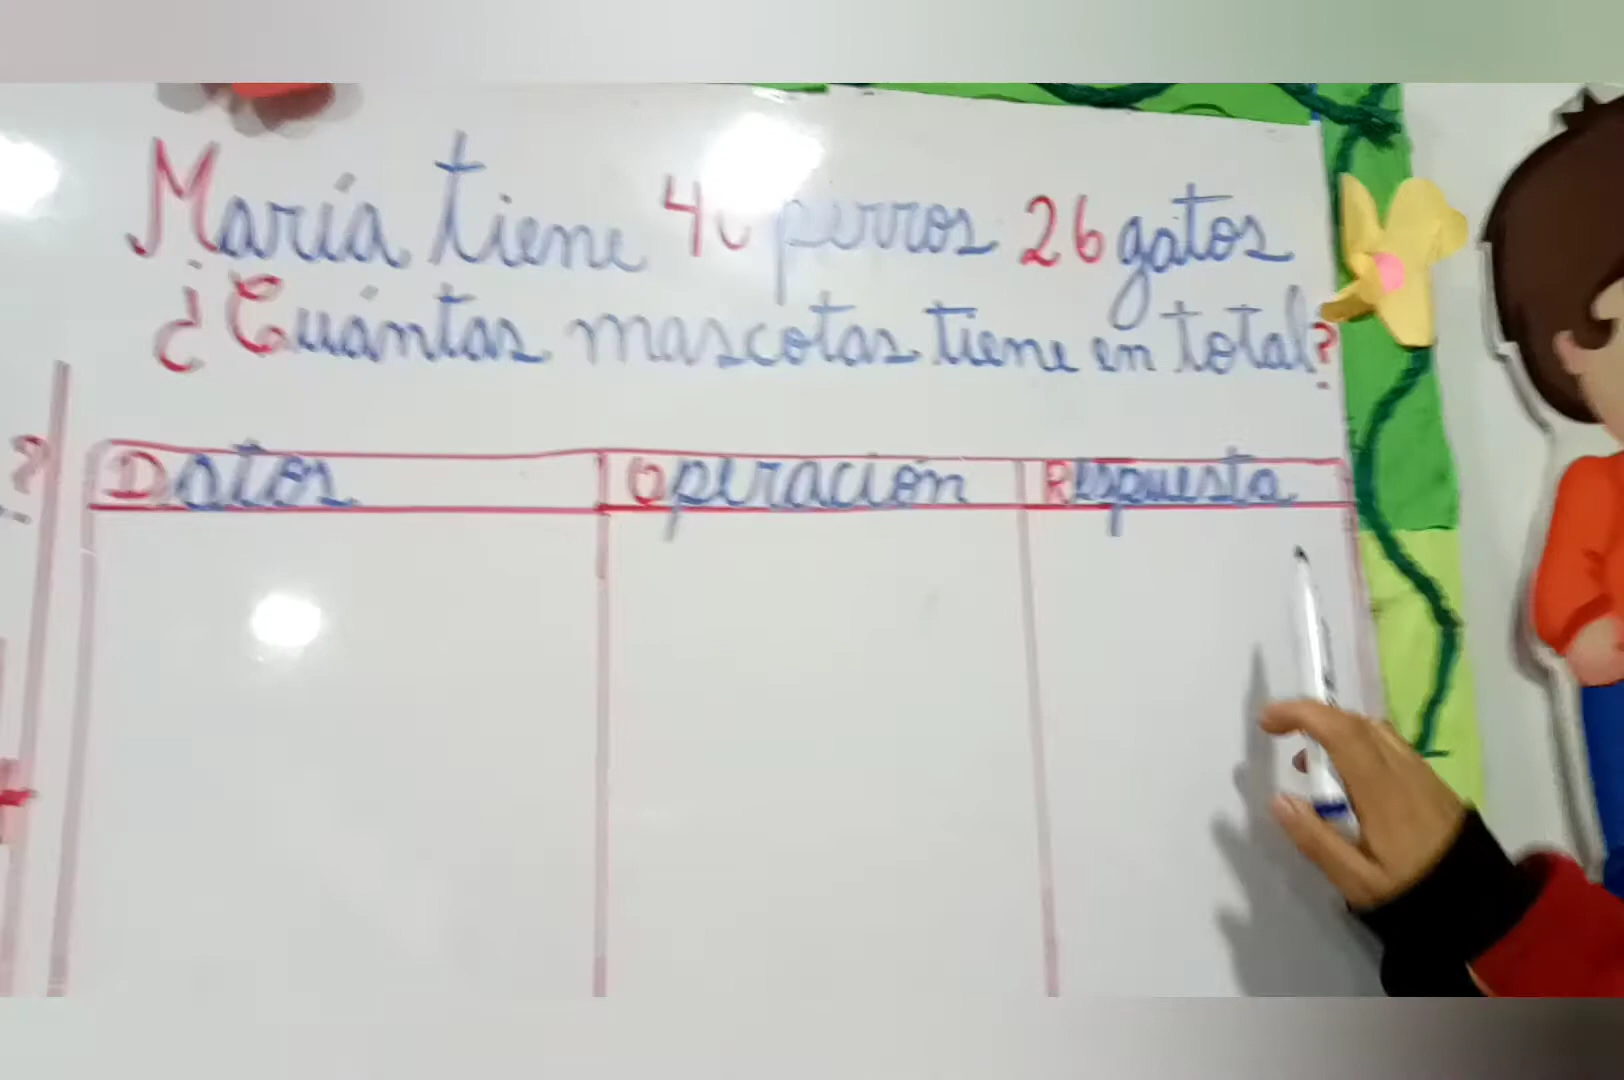 María tiene perros 26 gatos
¿Cuántas mascotas tiene en total?
Datos Operación Respuesta
?